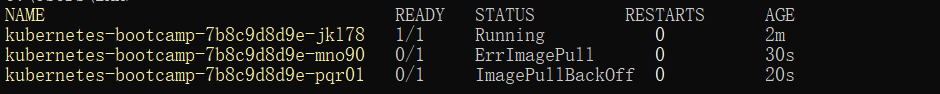 NAME READY STATUS RESTARTS AGE
kubernetes-bootcamp-7b8c9d8d9e-jkl78 1/1 Running 0 2m
kubernetes-bootcamp-7b8c9d8d9e-mno90 0/1 ErrImagePull 0 30s
kubernetes-bootcamp-7b8c9d8d9e-pqr01 0/1 ImagePullBackOff 0 20s